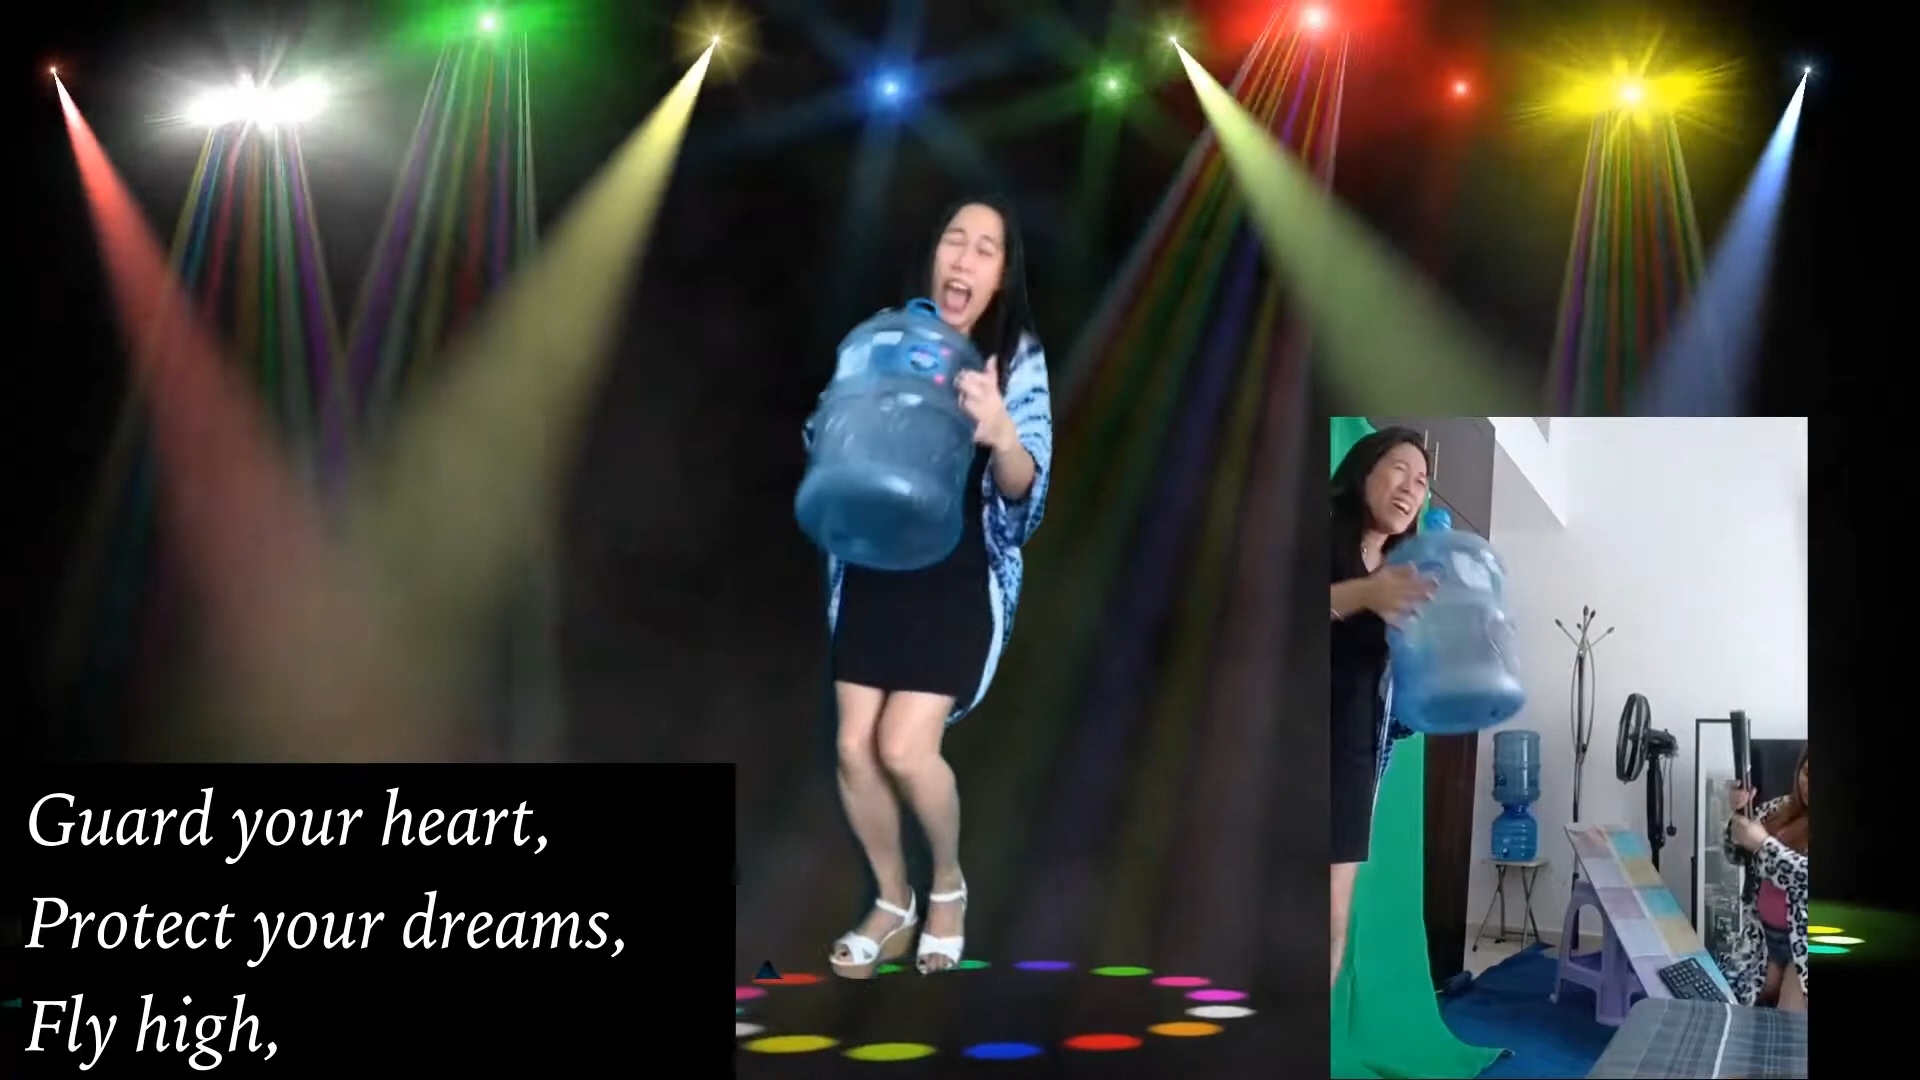 Guard your heart,
Protect your dreams,
Fly high,